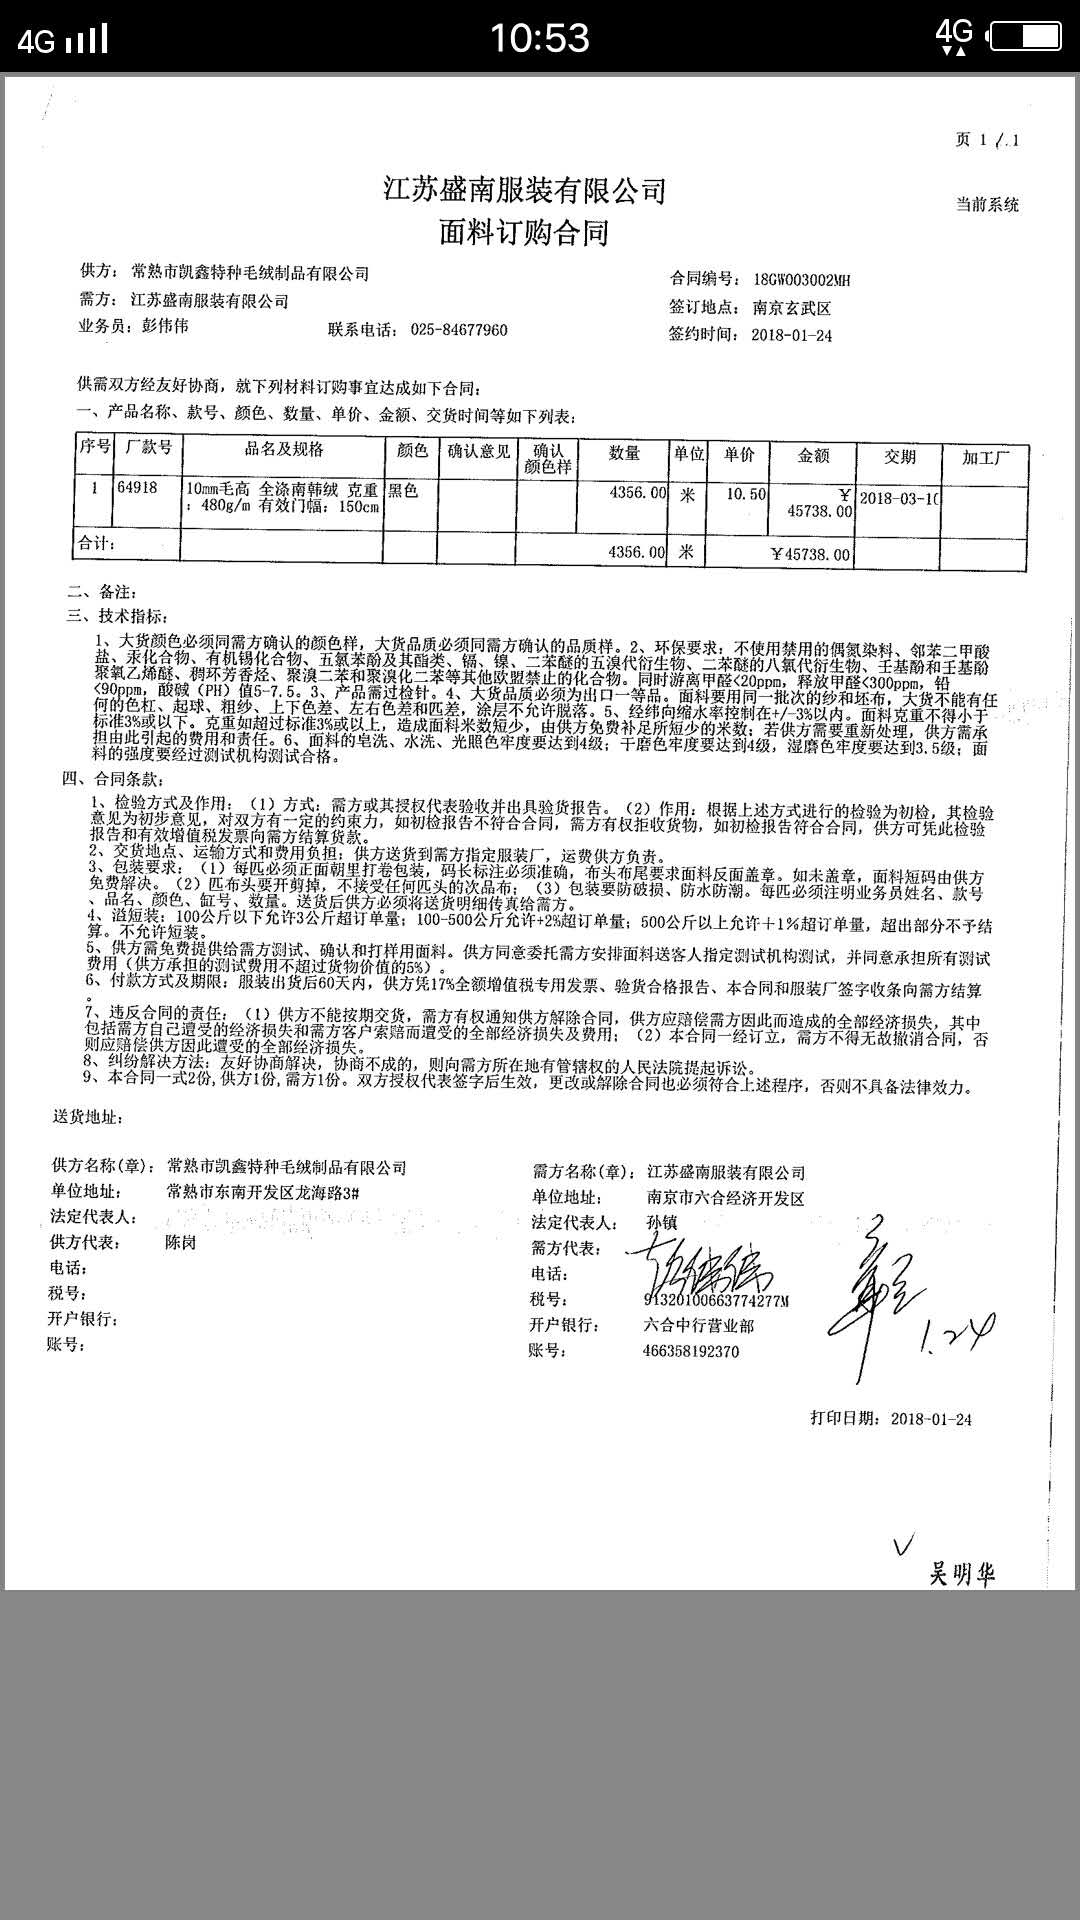 4G 10:53 4G
页 1 /. 1
江苏盛南服装有限公司
当前系统
面料订购合同
供方： 常熟市凯鑫特种毛绒制品有限公司
合同编号： 18GW003002MH
需方： 江苏盛南服装有限公司
签订地点： 南京玄武区
业务员：彭伟伟 联系电话： 025-84677960
签约时间： 2018-01-24
供需双方经友好协商，就下列材料订购事宜达成如下合同：
一、产品名称、款号、颜色、数量、单价、金额、交货时间等如下列表：
序号 厂款号 品名及规格 颜色 确认意见 确认颜色样 数量 单位 单价 金额 交期 加工厂
1 64918 10mm毛高 全涤南韩绒 克重 黑色 4356.00 米 10.50 ￥ 2018-03-10
：480g/m 有效门幅：150cm 45738.00
合计： 4356.00 米 ￥45738.00
二、备注：
三、技术指标：
1、大货颜色必须同需方确认的颜色样，大货品质必须同需方确认的品质样。2、环保要求：不使用禁用的偶氮染料、邻苯二甲酸
盐、汞化合物、有机锡化合物、五氯苯酚及其酯类、镉、镍、二苯醚的五溴代衍生物、二苯醚的八氧代衍生物、壬基酚和壬基酚
聚氧乙烯醚、稠环芳香烃、聚溴二苯和聚溴化二苯等其他欧盟禁止的化合物。同时游离甲醛<20ppm，释放甲醛<300ppm，铅
<90ppm，酸碱（PH）值5-7.5。3、产品需过检针。4、大货品质必须为出口一等品。面料要用同一批次的纱和坯布，大货不能有任
何的色杠、起球、粗纱、上下色差、左右色差和匹差，涂层不允许脱落。5、经纬向缩水率控制在+/-3%以内。面料克重不得小于
标准3%或以下。克重如超过标准3%或以上，造成面料米数短少，由供方免费补足所短少的米数；若供方需要重新处理，供方需承
担由此引起的费用和责任。6、面料的皂洗、水洗、光照色牢度要达到4级；干磨色牢度要达到4级，湿磨色牢度要达到3.5级；面
料的强度要经过测试机构测试合格。
四、合同条款：
1、检验方式及作用：（1）方式：需方或其授权代表验收并出具验货报告。（2）作用：根据上述方式进行的检验为初检，其检验
意见为初步意见，对双方有一定的约束力，如初检报告不符合合同，需方有权拒收货物，如初检报告符合合同，供方可凭此检验
报告和有效增值税发票向需方结算货款。
2、交货地点、运输方式和费用负担：供方送货到需方指定服装厂，运费供方负责。
3、包装要求：（1）每匹必须正面朝里打卷包装，码长标注必须准确，布头布尾要求面料反面盖章。如未盖章，面料短码由供方
免费解决。（2）匹布头要开剪掉，不接受任何匹头的次品布；（3）包装要防破损、防水防潮。每匹必须注明业务员姓名、款号
、品名、颜色、缸号、数量。送货后供方必须将送货明细传真给需方。
4、溢短装：100公斤以下允许3公斤超订单量；100-500公斤允许+2%超订单量；500公斤以上允许＋1%超订单量，超出部分不予结
算。不允许短装。
5、供方需免费提供给需方测试、确认和打样用面料。供方同意委托需方安排面料送客人指定测试机构测试，并同意承担所有测试
费用（供方承担的测试费用不超过货物价值的5%）。
6、付款方式及期限：服装出货后60天内，供方凭17%全额增值税专用发票、验货合格报告、本合同和服装厂签字收条向需方结算
。
7、违反合同的责任：（1）供方不能按期交货，需方有权通知供方解除合同，供方应赔偿需方因此而造成的全部经济损失，其中
包括需方自己遭受的经济损失和需方客户索赔而遭受的全部经济损失及费用；（2）本合同一经订立，需方不得无故撤消合同，否
则应赔偿供方因此遭受的全部经济损失。
8、纠纷解决方法：友好协商解决，协商不成的，则向需方所在地有管辖权的人民法院提起诉讼。
9、本合同一式2份,供方1份,需方1份。双方授权代表签字后生效，更改或解除合同也必须符合上述程序，否则不具备法律效力。
送货地址：
供方名称(章)： 常熟市凯鑫特种毛绒制品有限公司
单位地址： 常熟市东南开发区龙海路3#
法定代表人：
供方代表： 陈岗
电话：
税号：
开户银行：
账号：
需方名称(章)： 江苏盛南服装有限公司
单位地址： 南京市六合经济开发区
法定代表人： 孙镇
需方代表： 彭伟伟
电话：
税号： 91320100663774277M
开户银行： 六合中行营业部
账号： 466358192370
1.24
打印日期：2018-01-24
吴明华